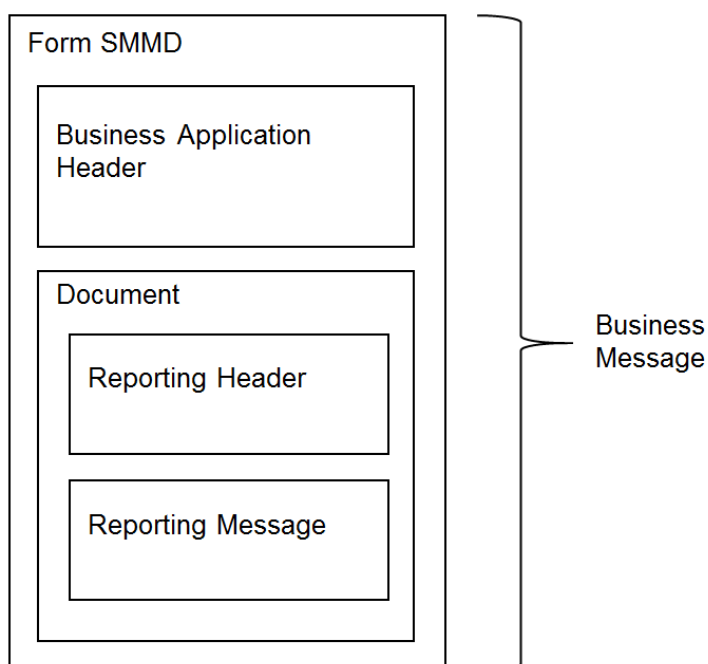 Form SMMD
Business Application
Header
Document
Reporting Header
Reporting Message
Business
Message